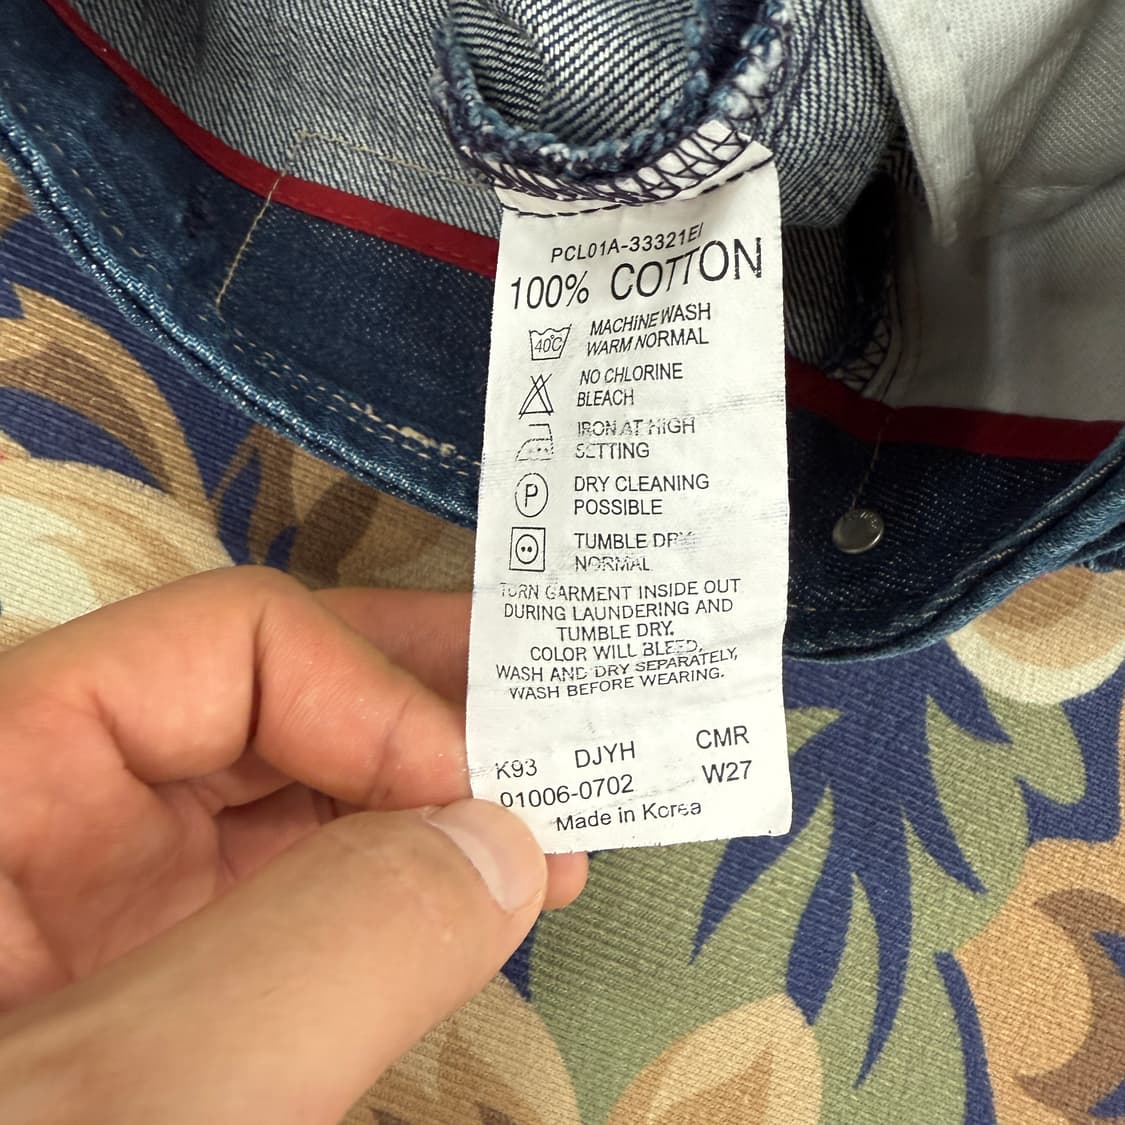 PCL01A-33321EI
100% COTTON
40C
MACHINE WASH
WARM NORMAL
NO CHLORINE
BLEACH
IRON AT HIGH
SETTING
P
DRY CLEANING
POSSIBLE
TUMBLE DRY
NORMAL
TURN GARMENT INSIDE OUT
DURING LAUNDERING AND
TUMBLE DRY.
COLOR WILL BLEED,
WASH AND DRY SEPARATELY,
WASH BEFORE WEARING.
K93 DJYH CMR
01006-0702 W27
Made in Korea